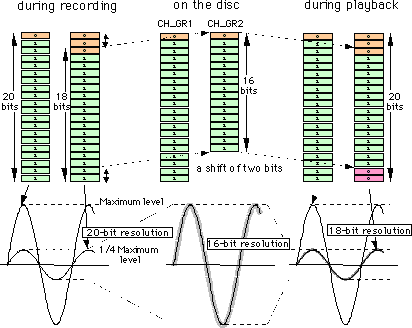 during recording
on the disc
during playback
CH_GR1
CH_GR2
20
bits
18
bits
16
bits
20
bits
a shift of two bits
Maximum level
20-bit resolution
1/4 Maximum
level
16-bit resolution
18-bit resolution